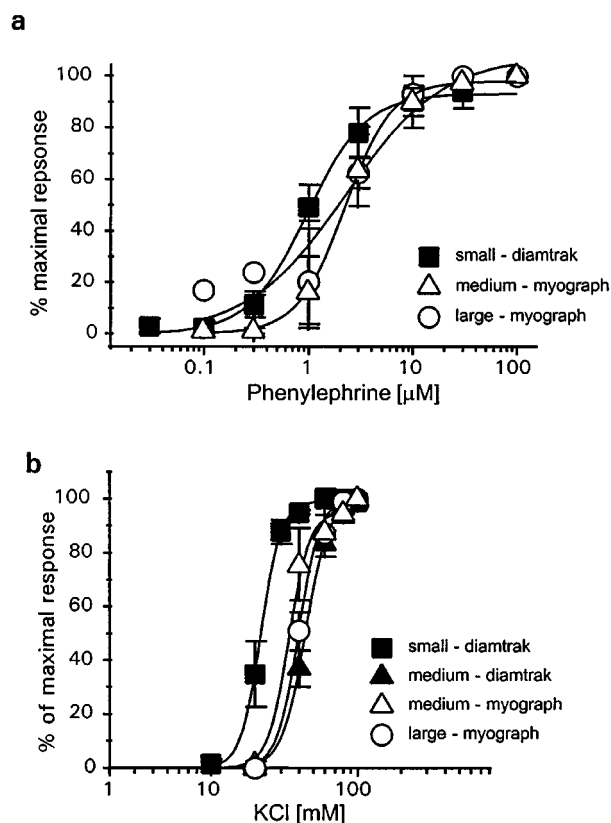 a
% maximal repsonse
100
80
60
40
20
0
0.1
1
10
100
Phenylephrine [μM]
small - diamtrak
medium - myograph
large - myograph
b
% of maximal response
100
80
60
40
20
0
1
10
100
KCl [mM]
small - diamtrak
medium - diamtrak
medium - myograph
large - myograph